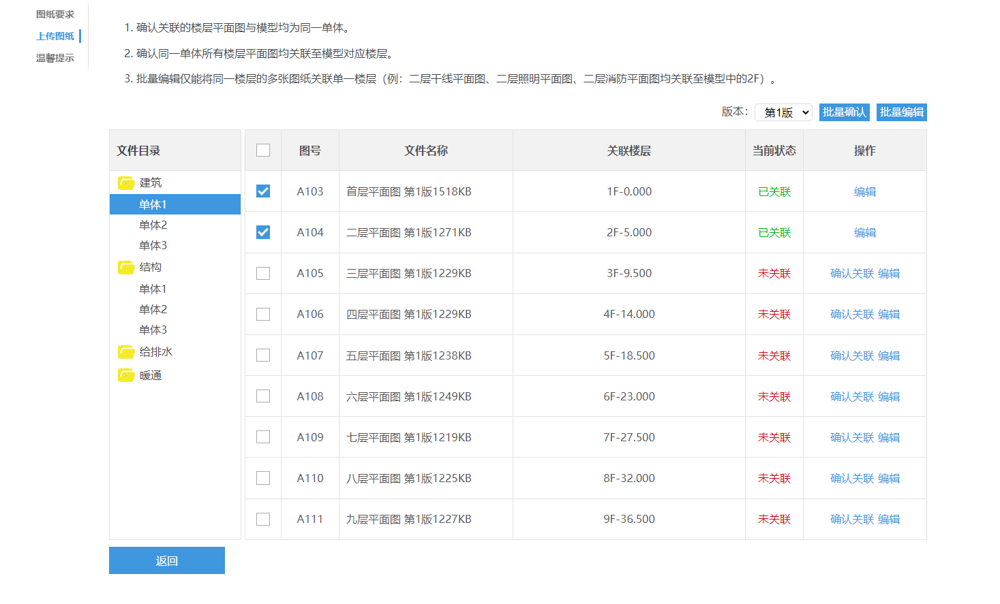 图纸要求
上传图纸
温馨提示
1. 确认关联的楼层平面图与模型均为同一单体。
2. 确认同一单体所有楼层平面图均关联至模型对应楼层。
3. 批量编辑仅能将同一楼层的多张图纸关联单一楼层（例：二层干线平面图、二层照明平面图、二层消防平面图均关联至模型中的2F）。
版本： 第1版 批量确认 批量编辑
文件目录
建筑
单体1
单体2
单体3
结构
单体1
单体2
单体3
给排水
暖通
图号 文件名称 关联楼层 当前状态 操作
A103 首层平面图 第1版1518KB 1F-0.000 已关联 编辑
A104 二层平面图 第1版1271KB 2F-5.000 已关联 编辑
A105 三层平面图 第1版1229KB 3F-9.500 未关联 确认关联 编辑
A106 四层平面图 第1版1229KB 4F-14.000 未关联 确认关联 编辑
A107 五层平面图 第1版1238KB 5F-18.500 未关联 确认关联 编辑
A108 六层平面图 第1版1249KB 6F-23.000 未关联 确认关联 编辑
A109 七层平面图 第1版1219KB 7F-27.500 未关联 确认关联 编辑
A110 八层平面图 第1版1225KB 8F-32.000 未关联 确认关联 编辑
A111 九层平面图 第1版1227KB 9F-36.500 未关联 确认关联 编辑
返回